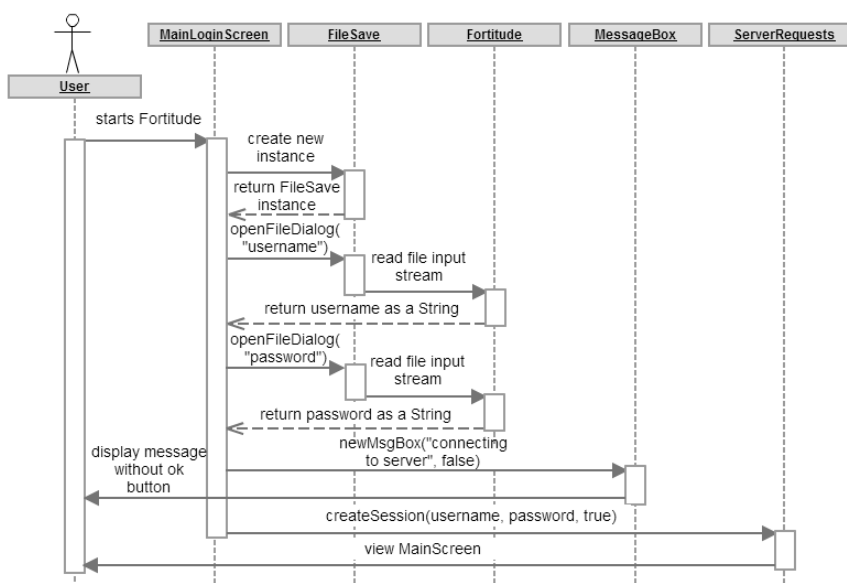 MainLoginScreen
FileSave
Fortitude
MessageBox
ServerRequests
User
starts Fortitude
create new
instance
return FileSave
instance
openFileDialog(
"username")
read file input
stream
return username as a String
openFileDialog(
"password")
read file input
stream
return password as a String
newMsgBox("connecting
to server", false)
display message
without ok
button
createSession(username, password, true)
view MainScreen